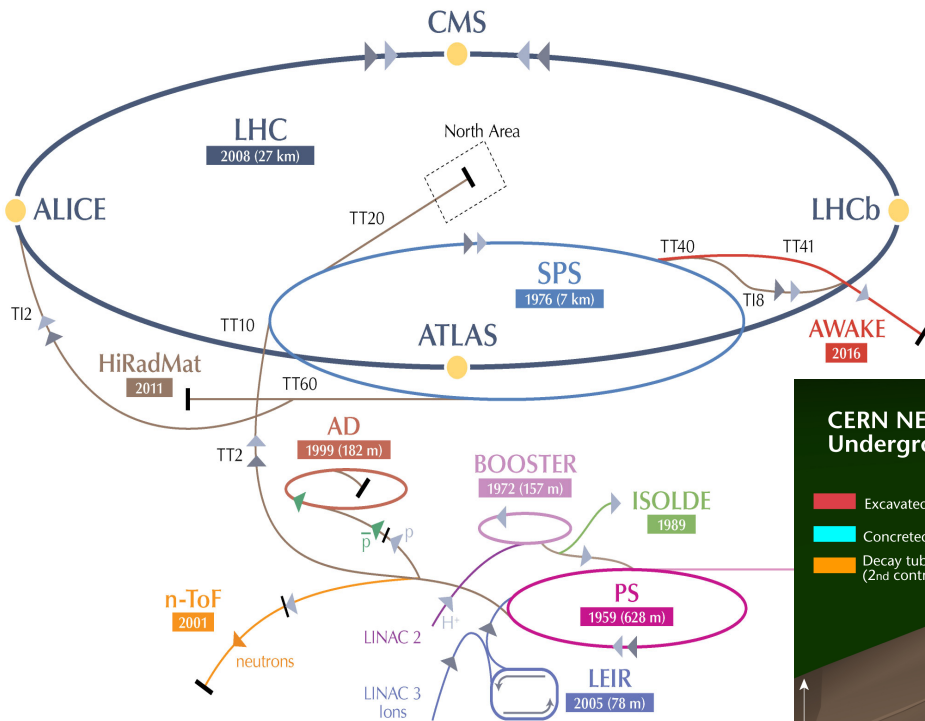 CMS
LHC
2008 (27 km)
North Area
ALICE
LHCb
TT20
TT40
TT41
SPS
1976 (7 km)
TI8
TI2
TT10
ATLAS
AWAKE
2016
HiRadMat
2011
TT60
AD
1999 (182 m)
TT2
BOOSTER
1972 (157 m)
ISOLDE
1989
p̅
p
n-ToF
2001
neutrons
H+
LINAC 2
PS
1959 (628 m)
LINAC 3
Ions
LEIR
2005 (78 m)
CERN NE
Undergro
Excavated
Concreted
Decay tub
(2nd contr